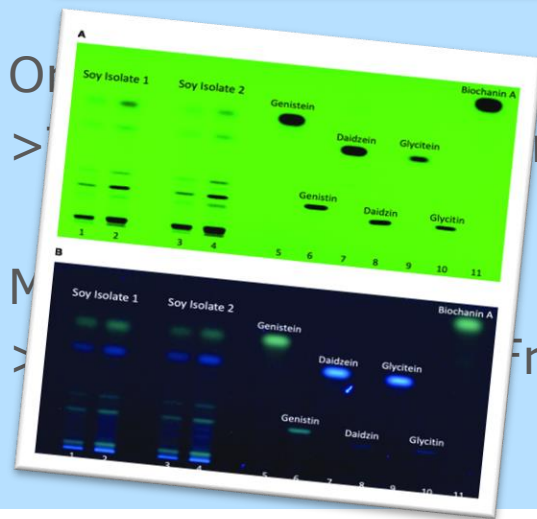 A
Soy Isolate 1 Soy Isolate 2 Genistein Daidzein Glycitein Biochanin A
Genistin Daidzin Glycitin
1 2 3 4 5 6 7 8 9 10 11
B
Soy Isolate 1 Soy Isolate 2 Genistein Daidzein Glycitein Biochanin A
Genistin Daidzin Glycitin
1 2 3 4 5 6 7 8 9 10 11